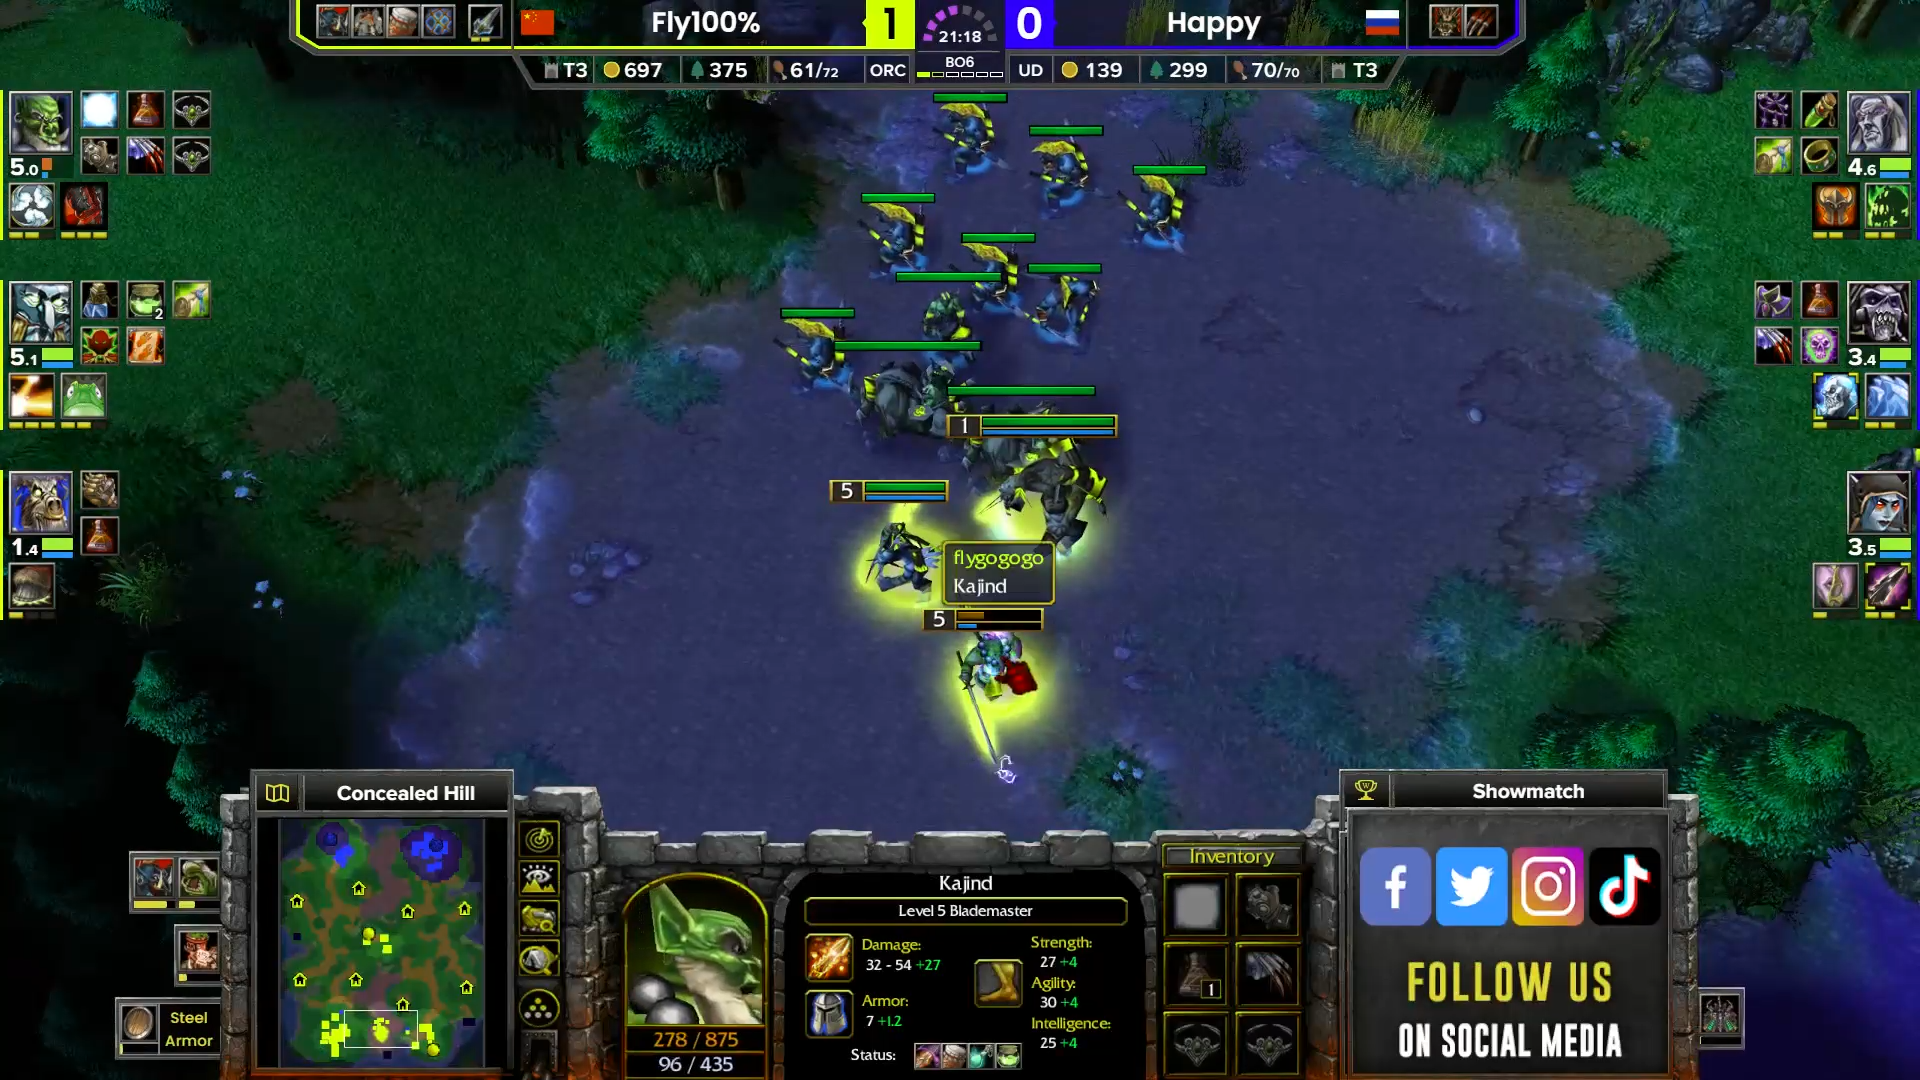 Fly100% 1 21:18 0 Happy
T3 697 375 61/72 ORC BO6 UD 139 299 70/70 T3
5.0
4.6
2
5.1
3.4
1
5
1.4
3.5
flygogogo
Kajind
5
Concealed Hill
Showmatch
Inventory
Kajind
Level 5 Blademaster
Damage:
32 - 54 +27
Armor:
7 +1.2
Strength:
27 +4
Agility:
30 +4
Intelligence:
25 +4
Status:
278 / 875
96 / 435
1
Steel
Armor
FOLLOW US
ON SOCIAL MEDIA